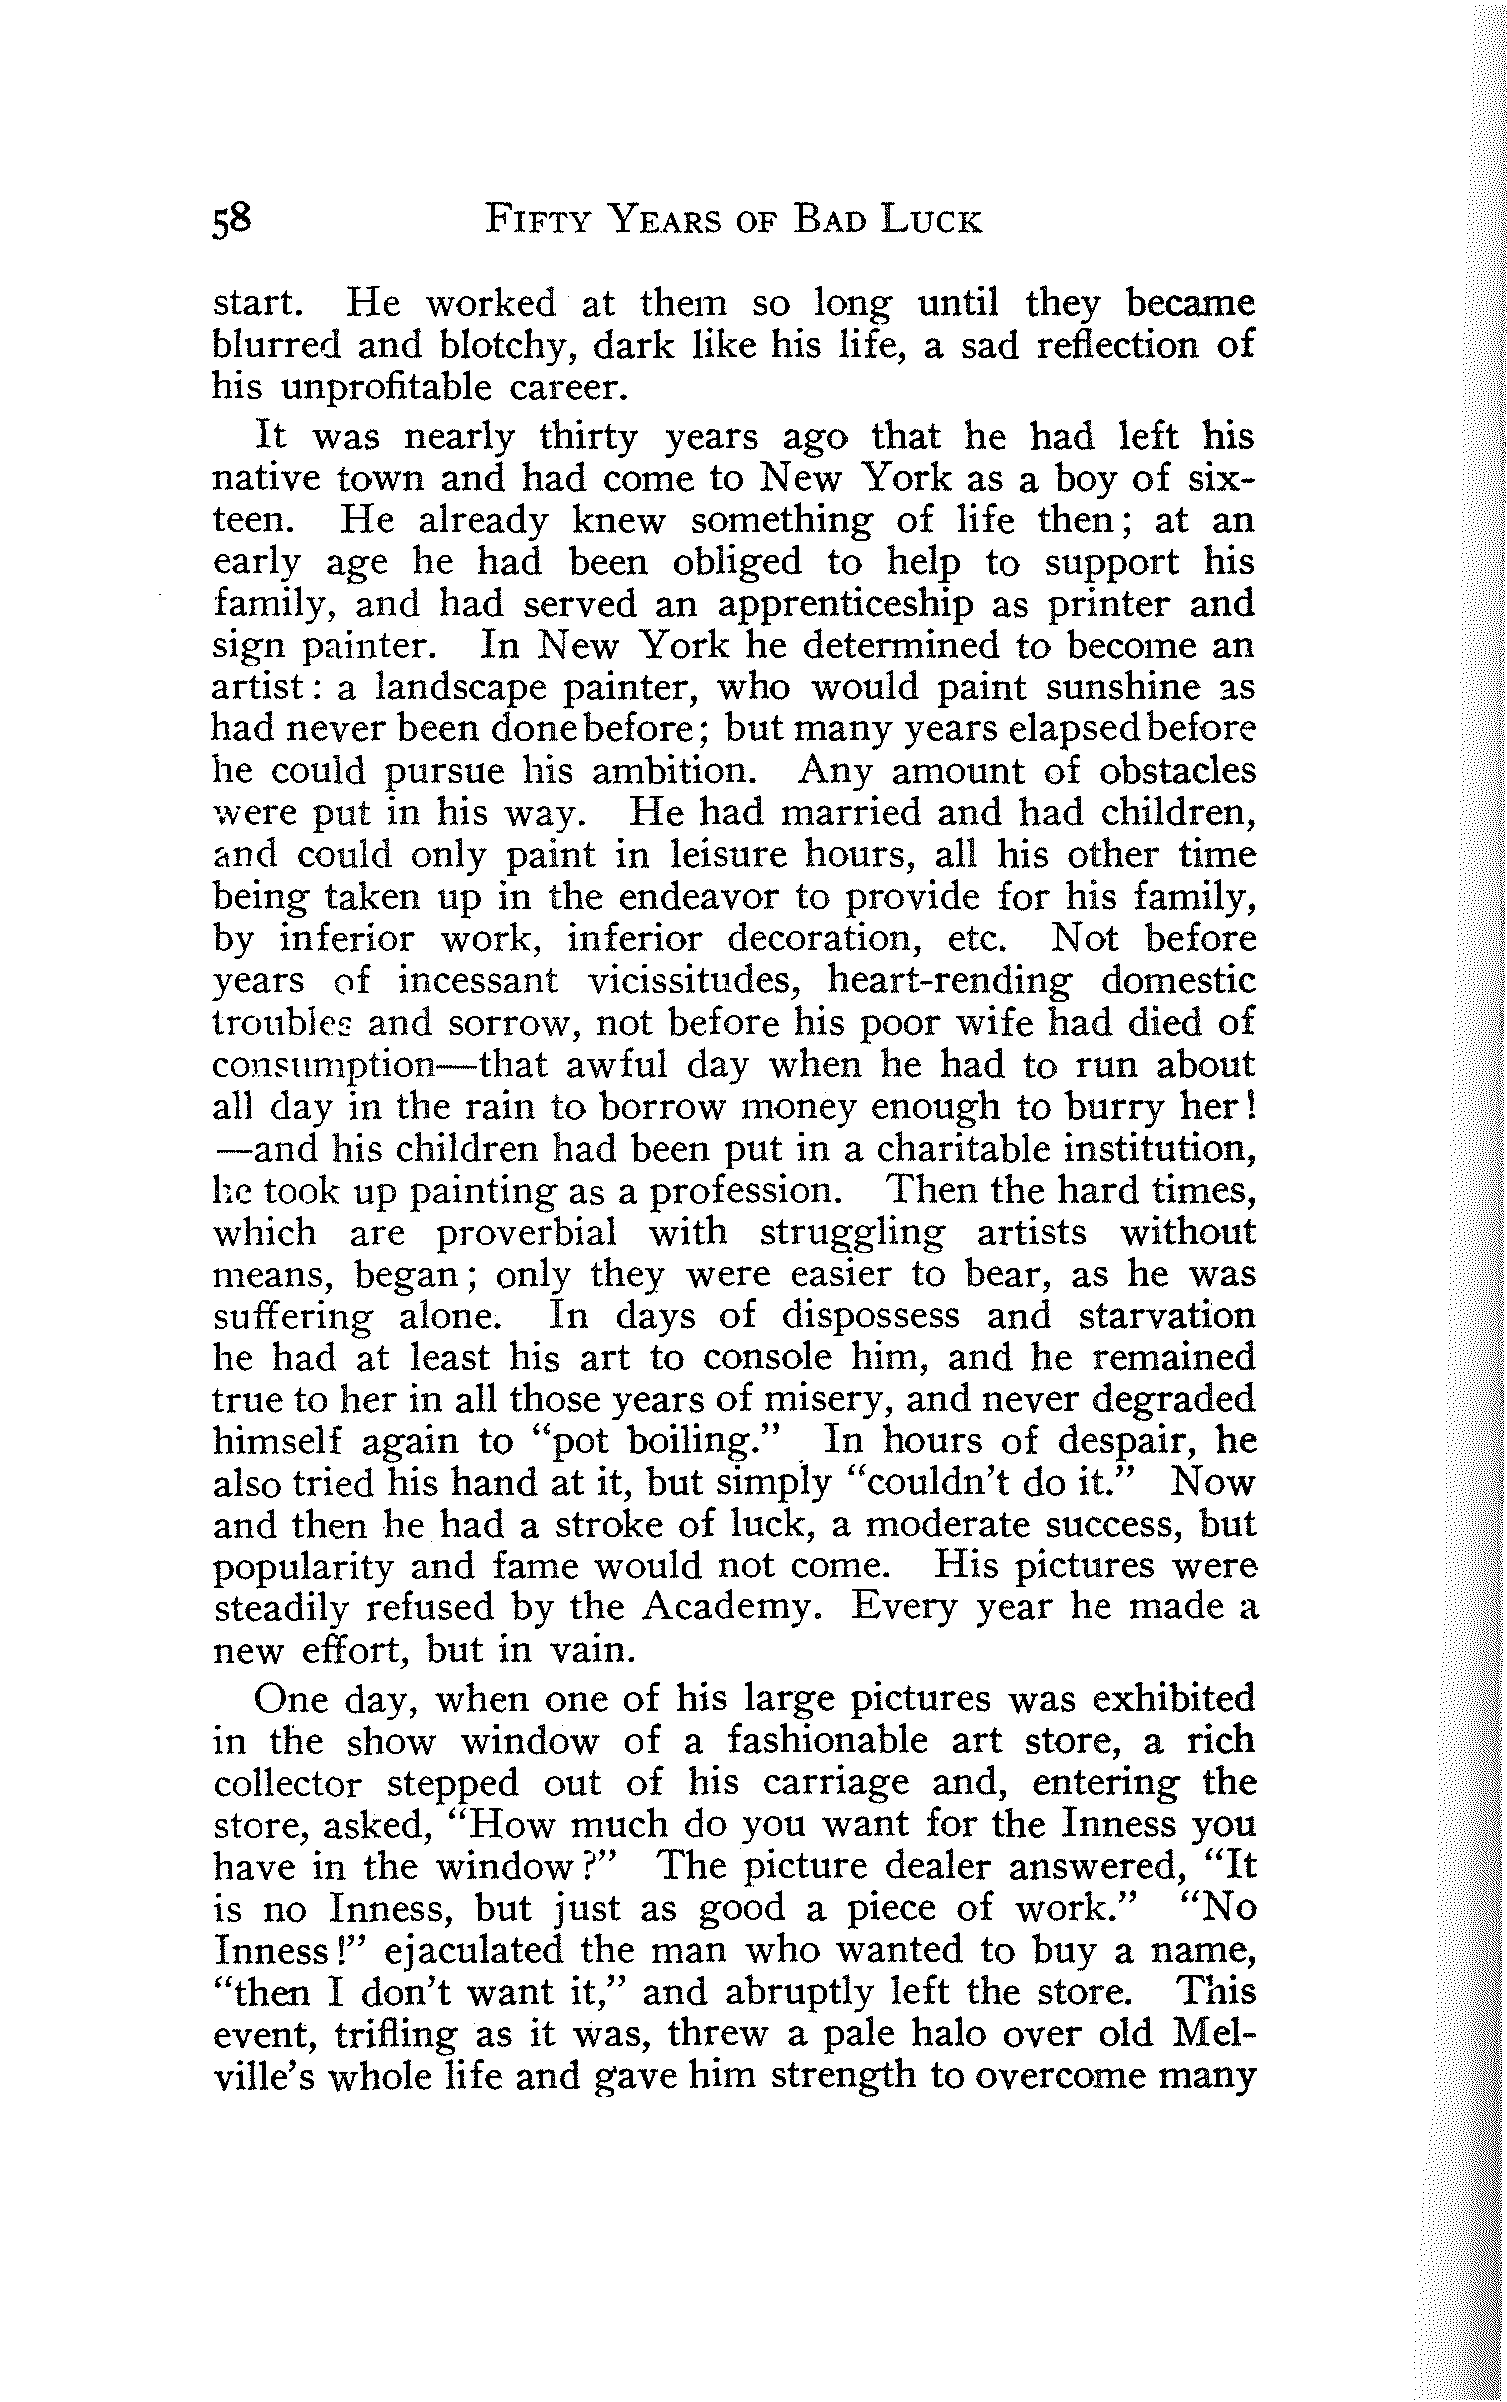 58 FIFTY YEARS OF BAD LUCK
start. He worked at them so long until they became
blurred and blotchy, dark like his life, a sad reflection of
his unprofitable career.
It was nearly thirty years ago that he had left his
native town and had come to New York as a boy of six-
teen. He already knew something of life then; at an
early age he had been obliged to help to support his
family, and had served an apprenticeship as printer and
sign painter. In New York he determined to become an
artist: a landscape painter, who would paint sunshine as
had never been done before; but many years elapsed before
he could pursue his ambition. Any amount of obstacles
were put in his way. He had married and had children,
and could only paint in leisure hours, all his other time
being taken up in the endeavor to provide for his family,
by inferior work, inferior decoration, etc. Not before
years of incessant vicissitudes, heart-rending domestic
troubles and sorrow, not before his poor wife had died of
consumption—that awful day when he had to run about
all day in the rain to borrow money enough to burry her!
—and his children had been put in a charitable institution,
he took up painting as a profession. Then the hard times,
which are proverbial with struggling artists without
means, began; only they were easier to bear, as he was
suffering alone. In days of dispossess and starvation
he had at least his art to console him, and he remained
true to her in all those years of misery, and never degraded
himself again to "pot boiling." In hours of despair, he
also tried his hand at it, but simply "couldn't do it." Now
and then he had a stroke of luck, a moderate success, but
popularity and fame would not come. His pictures were
steadily refused by the Academy. Every year he made a
new effort, but in vain.
One day, when one of his large pictures was exhibited
in the show window of a fashionable art store, a rich
collector stepped out of his carriage and, entering the
store, asked, "How much do you want for the Inness you
have in the window?" The picture dealer answered, "It
is no Inness, but just as good a piece of work." "No
Inness!" ejaculated the man who wanted to buy a name,
"then I don't want it," and abruptly left the store. This
event, trifling as it was, threw a pale halo over old Mel-
ville's whole life and gave him strength to overcome many